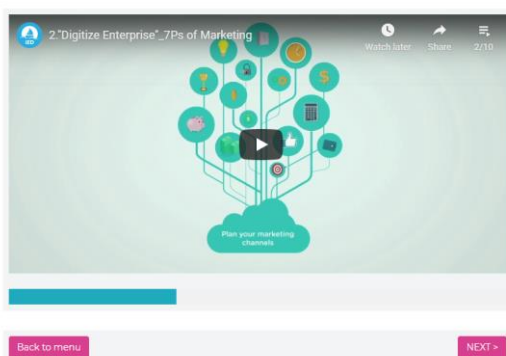 2."Digitize Enterprise"_7Ps of Marketing
Watch later
Share
2/10
Plan your marketing
channels
Back to menu
NEXT >